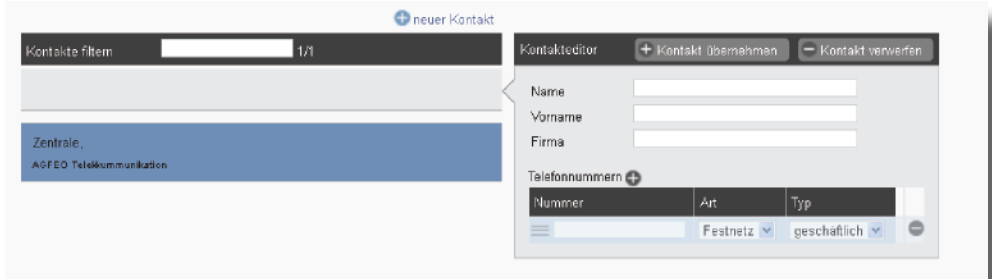 neuer Kontakt
Kontakte filtern 1/1
Zentrale,
AGFEO Telekommunikation
Kontakteditor Kontakt übernehmen Kontakt verwerfen
Name
Vorname
Firma
Telefonnummern
Nummer Art Typ
Festnetz geschäftlich